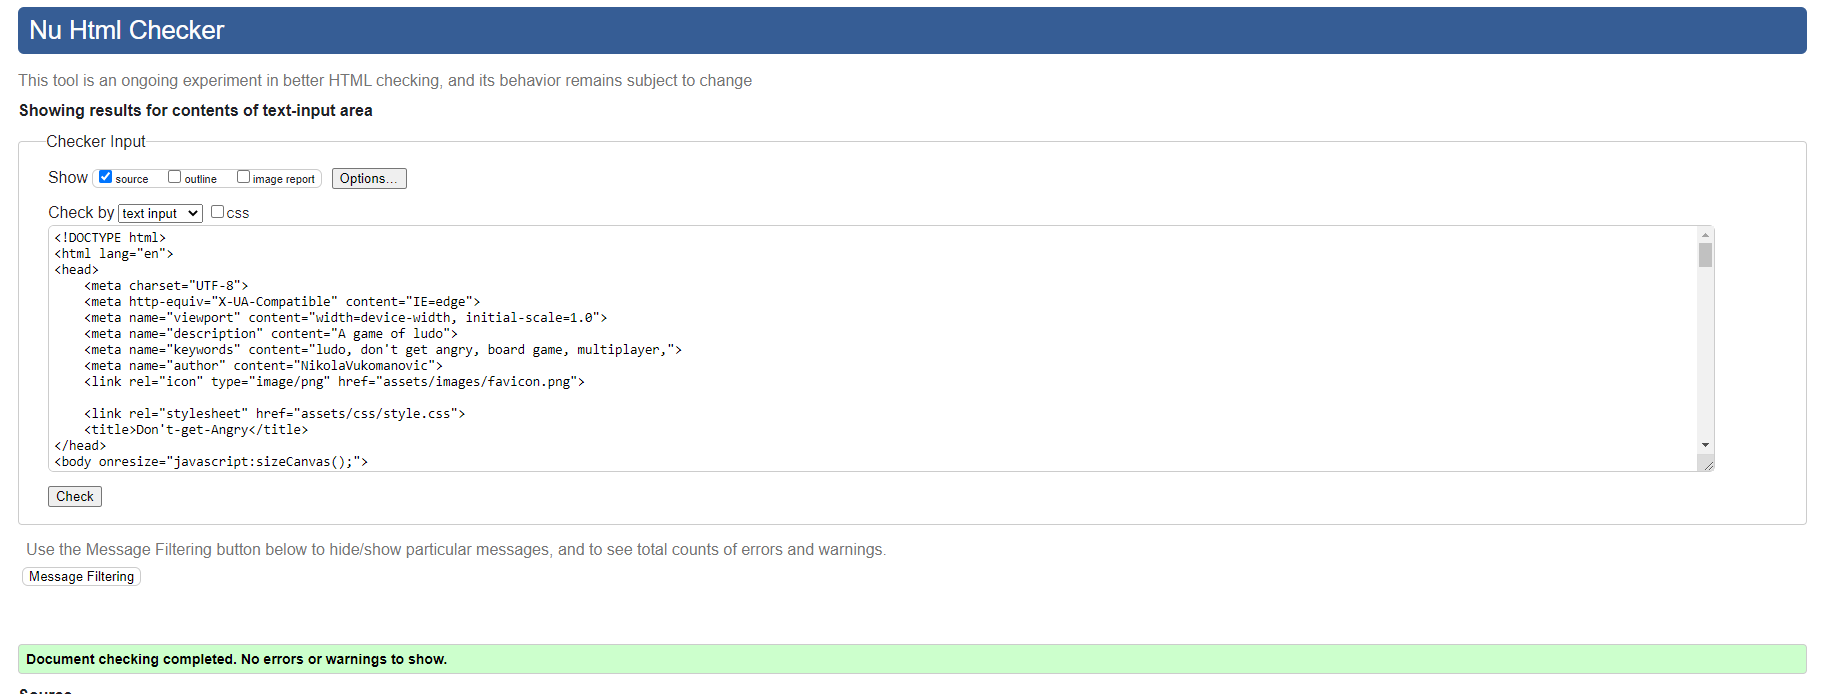 Nu Html Checker
This tool is an ongoing experiment in better HTML checking, and its behavior remains subject to change
Showing results for contents of text-input area
Checker Input
Show source outline image report Options...
Check by text input css
<!DOCTYPE html>
<html lang="en">
<head>
    <meta charset="UTF-8">
    <meta http-equiv="X-UA-Compatible" content="IE=edge">
    <meta name="viewport" content="width=device-width, initial-scale=1.0">
    <meta name="description" content="A game of ludo">
    <meta name="keywords" content="ludo, don't get angry, board game, multiplayer,">
    <meta name="author" content="NikolaVukomanovic">
    <link rel="icon" type="image/png" href="assets/images/favicon.png">
    <link rel="stylesheet" href="assets/css/style.css">
    <title>Don't-get-Angry</title>
</head>
<body onresize="javascript:sizeCanvas();">
Check
Use the Message Filtering button below to hide/show particular messages, and to see total counts of errors and warnings.
Message Filtering
Document checking completed. No errors or warnings to show.
Source